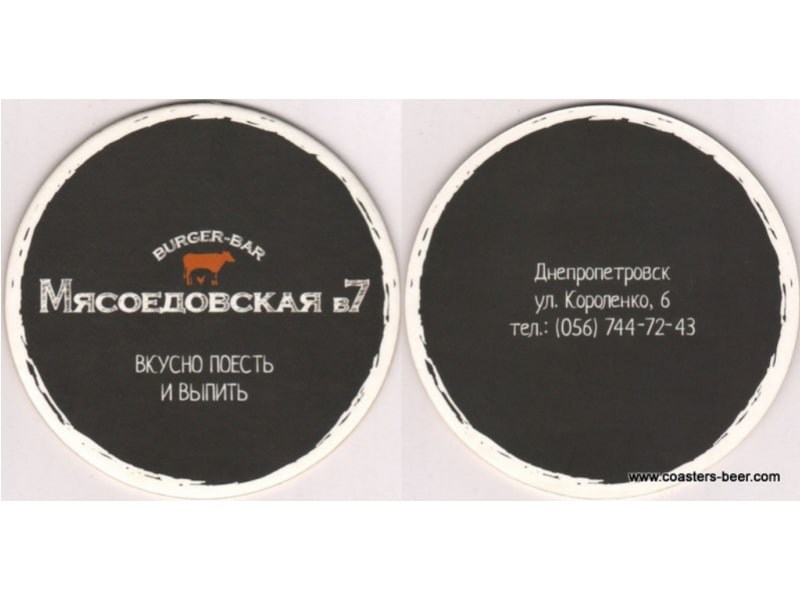 BURGER-BAR
Мясоедовская в7
ВКУСНО ПОЕСТЬ
И ВЫПИТЬ
Днепропетровск
ул. Короленко, 6
тел.: (056) 744-72-43
www.coasters-beer.com